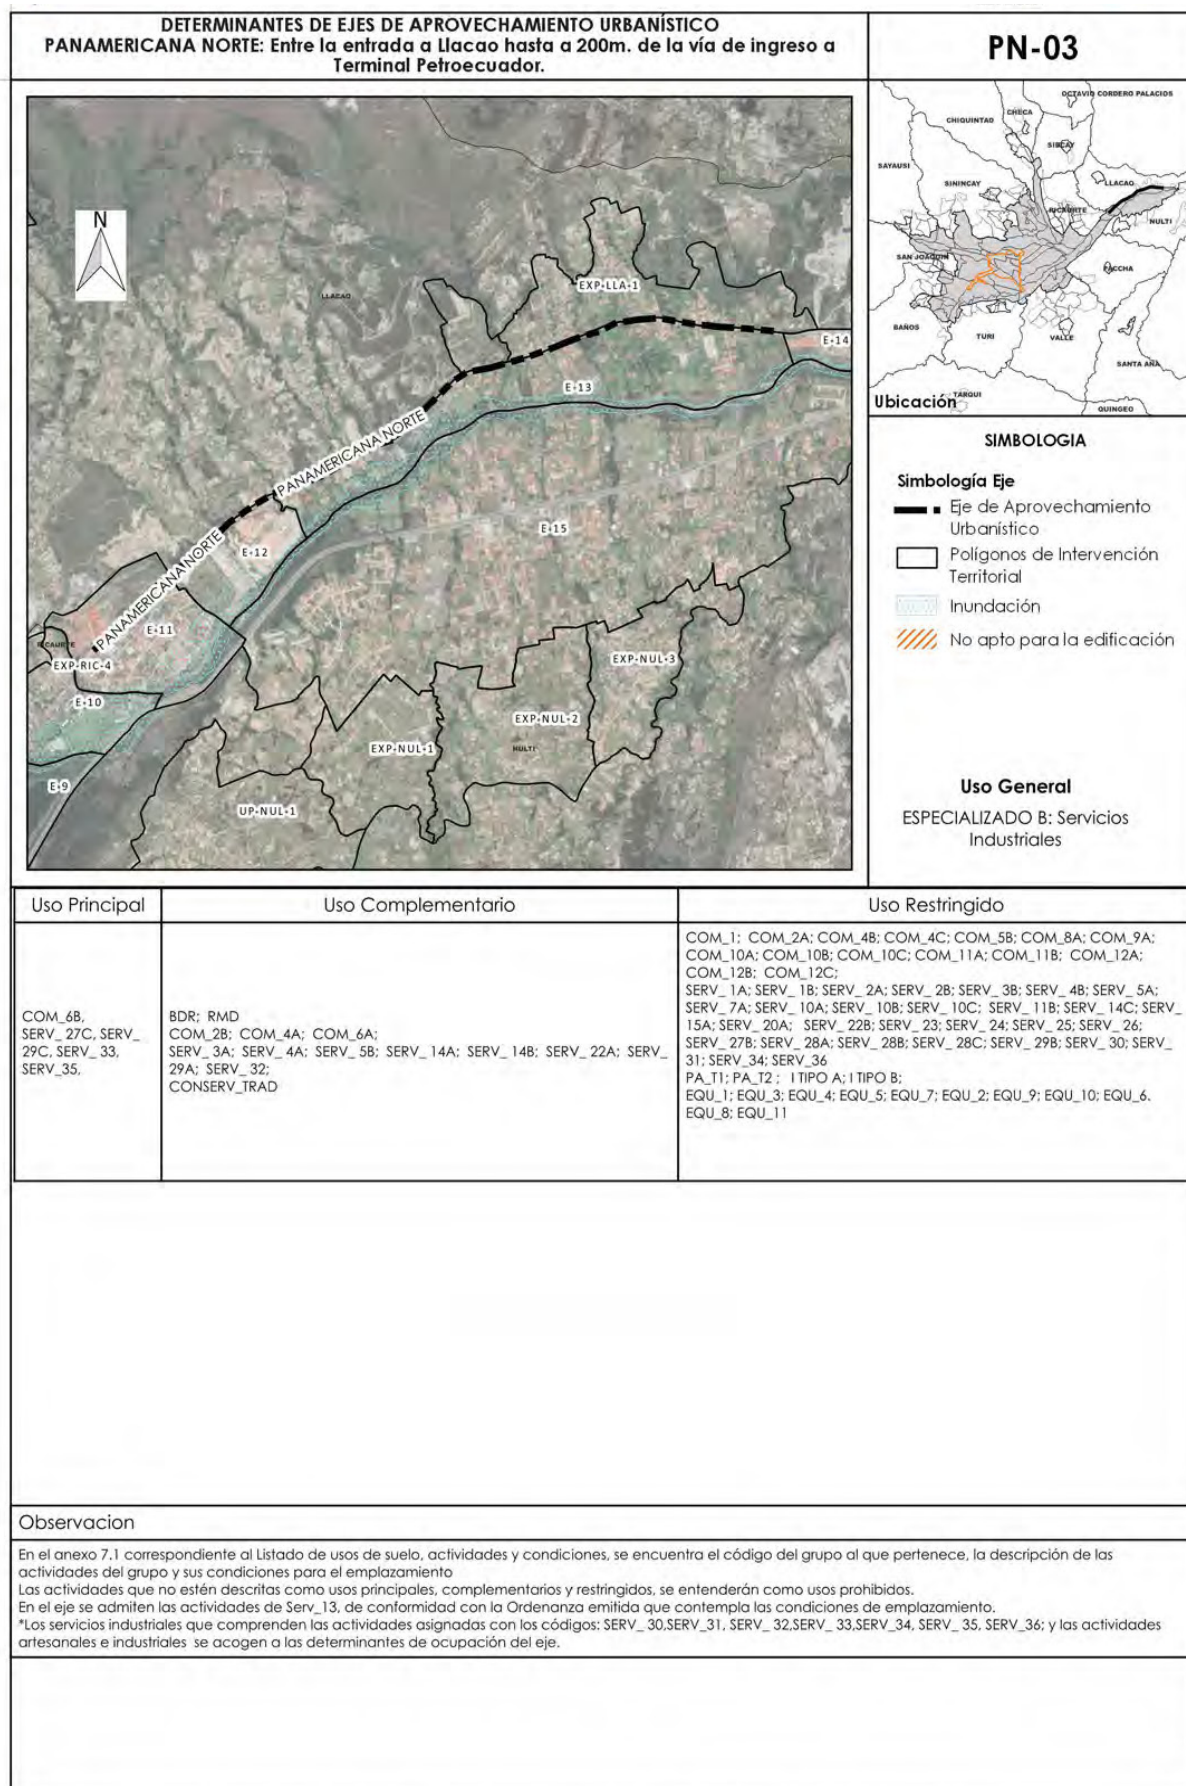 DETERMINANTES DE EJES DE APROVECHAMIENTO URBANÍSTICO
PANAMERICANA NORTE: Entre la entrada a Llacao hasta a 200m. de la vía de ingreso a
Terminal Petroecuador.
PN-03
N
LLACAO
EXP-LLA-1
E-14
E-13
PANAMERICANA NORTE
E-15
E-12
PANAMERICANA NORTE
E-11
RICAURTE
EXP-RIC-4
E-10
E-9
EXP-NUL-3
EXP-NUL-2
EXP-NUL-1
NULTI
UP-NUL-1
OCTAVIO CORDERO PALACIOS
CHECA
CHIQUINTAD
SIDCAY
SAYAUSI
SININCAY
LLACAO
RICAURTE
NULTI
SAN JOAQUIN
PACCHA
BAÑOS
TURI
VALLE
SANTA ANA
TARQUI
QUINGEO
Ubicación
SIMBOLOGIA
Simbología Eje
Eje de Aprovechamiento
Urbanístico
Polígonos de Intervención
Territorial
Inundación
No apto para la edificación
Uso General
ESPECIALIZADO B: Servicios
Industriales
Uso Principal
COM_6B,
SERV_ 27C, SERV_
29C, SERV_ 33,
SERV_35,
Uso Complementario
BDR; RMD
COM_2B; COM_4A; COM_6A;
SERV_ 3A; SERV_ 4A; SERV_ 5B; SERV_ 14A; SERV_ 14B; SERV_ 22A; SERV_
29A; SERV_ 32;
CONSERV_TRAD
Uso Restringido
COM_1; COM_2A; COM_4B; COM_4C; COM_5B; COM_8A; COM_9A;
COM_10A; COM_10B; COM_10C; COM_11A; COM_11B; COM_12A;
COM_12B; COM_12C;
SERV_ 1A; SERV_ 1B; SERV_ 2A; SERV_ 2B; SERV_ 3B; SERV_ 4B; SERV_ 5A;
SERV_ 7A; SERV_ 10A; SERV_ 10B; SERV_ 10C; SERV_ 11B; SERV_ 14C; SERV_
15A; SERV_ 20A; SERV_ 22B; SERV_ 23; SERV_ 24; SERV_ 25; SERV_ 26;
SERV_ 27B; SERV_ 28A; SERV_ 28B; SERV_ 28C; SERV_ 29B; SERV_ 30; SERV_
31; SERV_34; SERV_36
PA_T1; PA_T2 ; I TIPO A; I TIPO B;
EQU_1; EQU_3; EQU_4; EQU_5; EQU_7; EQU_2; EQU_9; EQU_10; EQU_6.
EQU_8; EQU_11
Observacion
En el anexo 7.1 correspondiente al Listado de usos de suelo, actividades y condiciones, se encuentra el código del grupo al que pertenece, la descripción de las
actividades del grupo y sus condiciones para el emplazamiento
Las actividades que no estén descritas como usos principales, complementarios y restringidos, se entenderán como usos prohibidos.
En el eje se admiten las actividades de Serv_13, de conformidad con la Ordenanza emitida que contempla las condiciones de emplazamiento.
*Los servicios industriales que comprenden las actividades asignadas con los códigos: SERV_ 30,SERV_31, SERV_ 32,SERV_ 33,SERV_34, SERV_ 35, SERV_36; y las actividades
artesanales e industriales se acogen a las determinantes de ocupación del eje.